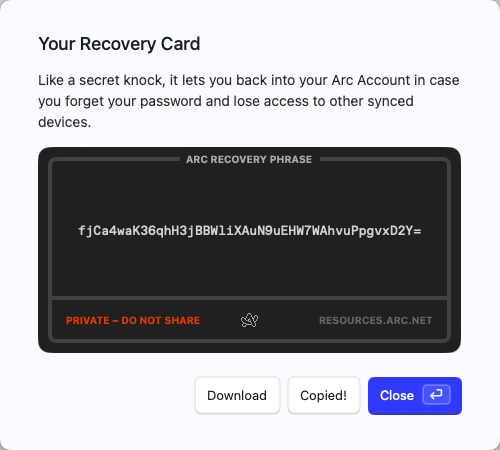 Your Recovery Card
Like a secret knock, it lets you back into your Arc Account in case
you forget your password and lose access to other synced
devices.
ARC RECOVERY PHRASE
fjCa4waK36qhH3jBBWliXAuN9uEHW7WAhvuPpgvxD2Y=
PRIVATE – DO NOT SHARE
RESOURCES.ARC.NET
Download
Copied!
Close